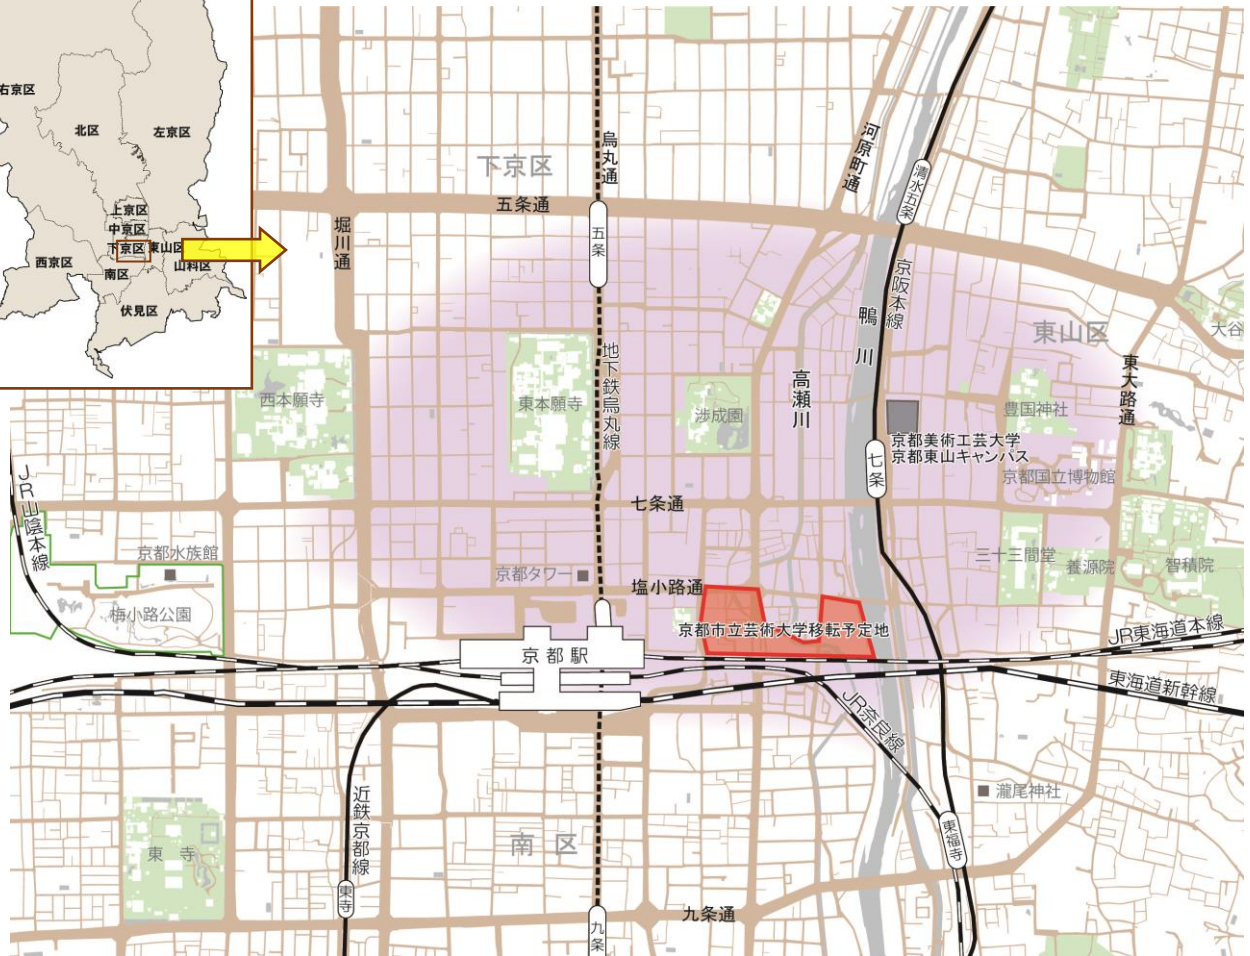 右京区
北区
左京区
上京区
中京区
下京区
東山区
西京区
南区
山科区
伏見区
下京区
烏丸通
河原町通
清水五条
五条通
堀川通
五条
京阪本線
鴨川
東山区
大谷
東大路通
地下鉄烏丸線
高瀬川
西本願寺
東本願寺
渉成園
豊国神社
京都美術工芸大学
京都東山キャンパス
七条
京都国立博物館
JR山陰本線
七条通
京都水族館
三十三間堂
養源院
智積院
京都タワー
塩小路通
梅小路公園
京都市立芸術大学移転予定地
京都駅
JR東海道本線
東海道新幹線
JR奈良線
瀧尾神社
近鉄京都線
南区
東寺
東福寺
東寺
九条通
九条